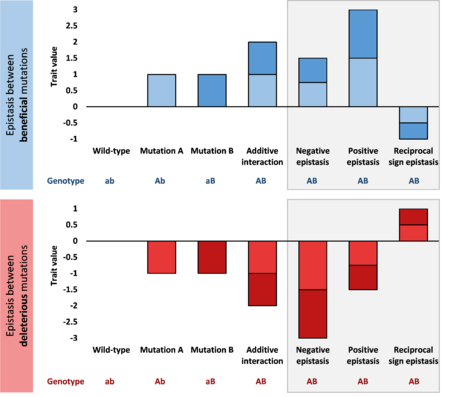 Epistasis between
beneficial mutations
Trait value
3
2.5
2
1.5
1
0.5
0
-0.5
-1
Wild-type Mutation A Mutation B Additive interaction Negative epistasis Positive epistasis Reciprocal sign epistasis
Genotype ab Ab aB AB AB AB AB
Epistasis between
deleterious mutations
Trait value
1
0.5
0
-0.5
-1
-1.5
-2
-2.5
-3
Wild-type Mutation A Mutation B Additive interaction Negative epistasis Positive epistasis Reciprocal sign epistasis
Genotype ab Ab aB AB AB AB AB